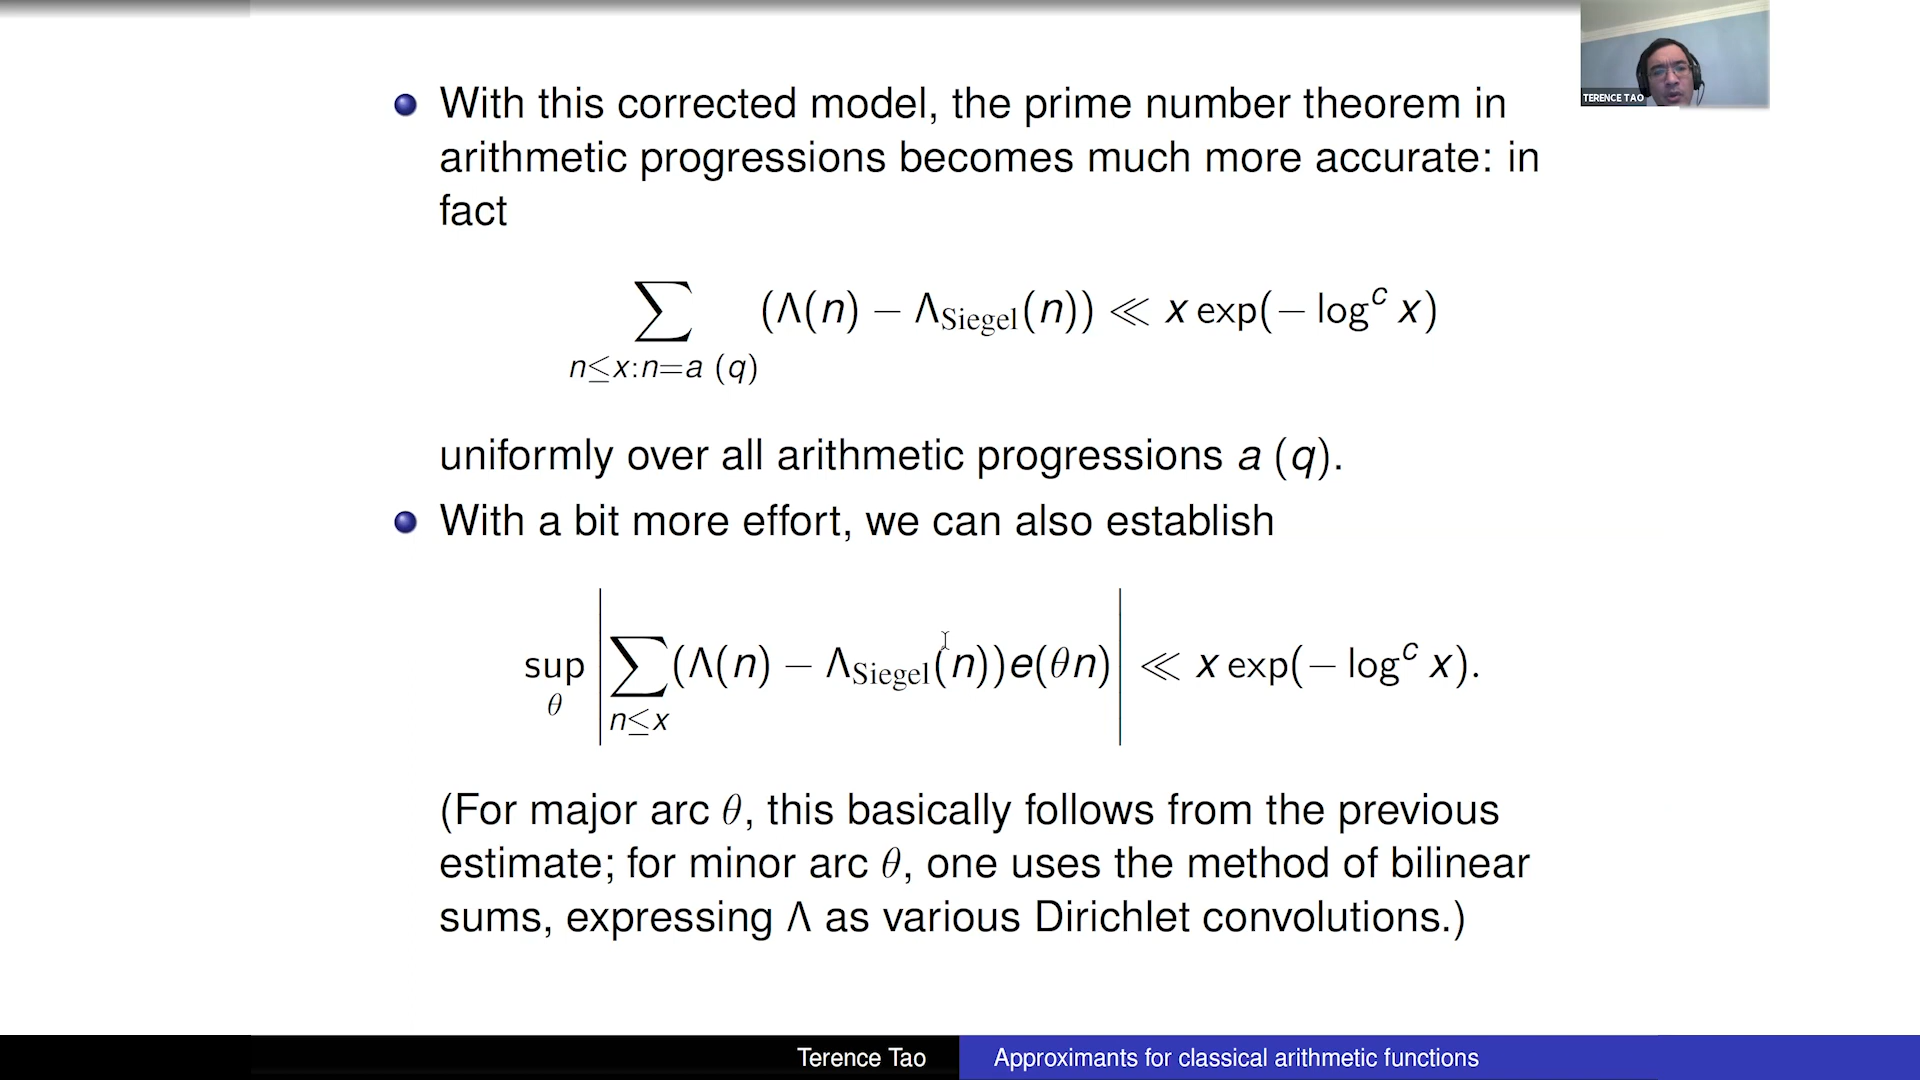 TERENCE TAO
With this corrected model, the prime number theorem in
arithmetic progressions becomes much more accurate: in
fact
∑_{n≤x:n=a (q)} (Λ(n) − Λ_Siegel(n)) ≪ x exp(− log^c x)
uniformly over all arithmetic progressions a (q).
With a bit more effort, we can also establish
sup_θ |∑_{n≤x} (Λ(n) − Λ_Siegel(n))e(θn)| ≪ x exp(− log^c x).
(For major arc θ, this basically follows from the previous
estimate; for minor arc θ, one uses the method of bilinear
sums, expressing Λ as various Dirichlet convolutions.)
Terence Tao Approximants for classical arithmetic functions